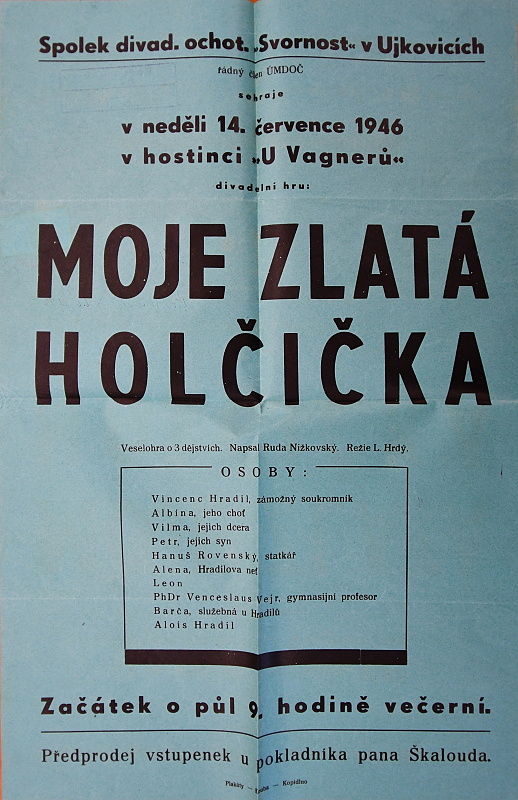 Spolek divad. ochot. „Svornost“ v Ujkovicích
řádný člen ÚMDOČ
sehraje
v neděli 14. července 1946
v hostinci „U Vagnerů“
divadelní hru:
MOJE ZLATÁ
HOLČIČKA
Veselohra o 3 dějstvích. Napsal Ruda Nížkovský. Režie L. Hrdý.
OSOBY:
Vincenc Hradil, zámožný soukromník
Albína, jeho choť
Vilma, jejich dcera
Petr, jejich syn
Hanuš Rovenský, statkář
Alena, Hradilova neť
Leon
PhDr Venceslaus Vejr, gymnasijní profesor
Barča, služebná u Hradilů
Alois Hradil
Začátek o půl 9. hodině večerní.
Předprodej vstupenek u pokladníka pana Škalouda.
Plakáty — — Kopidlno